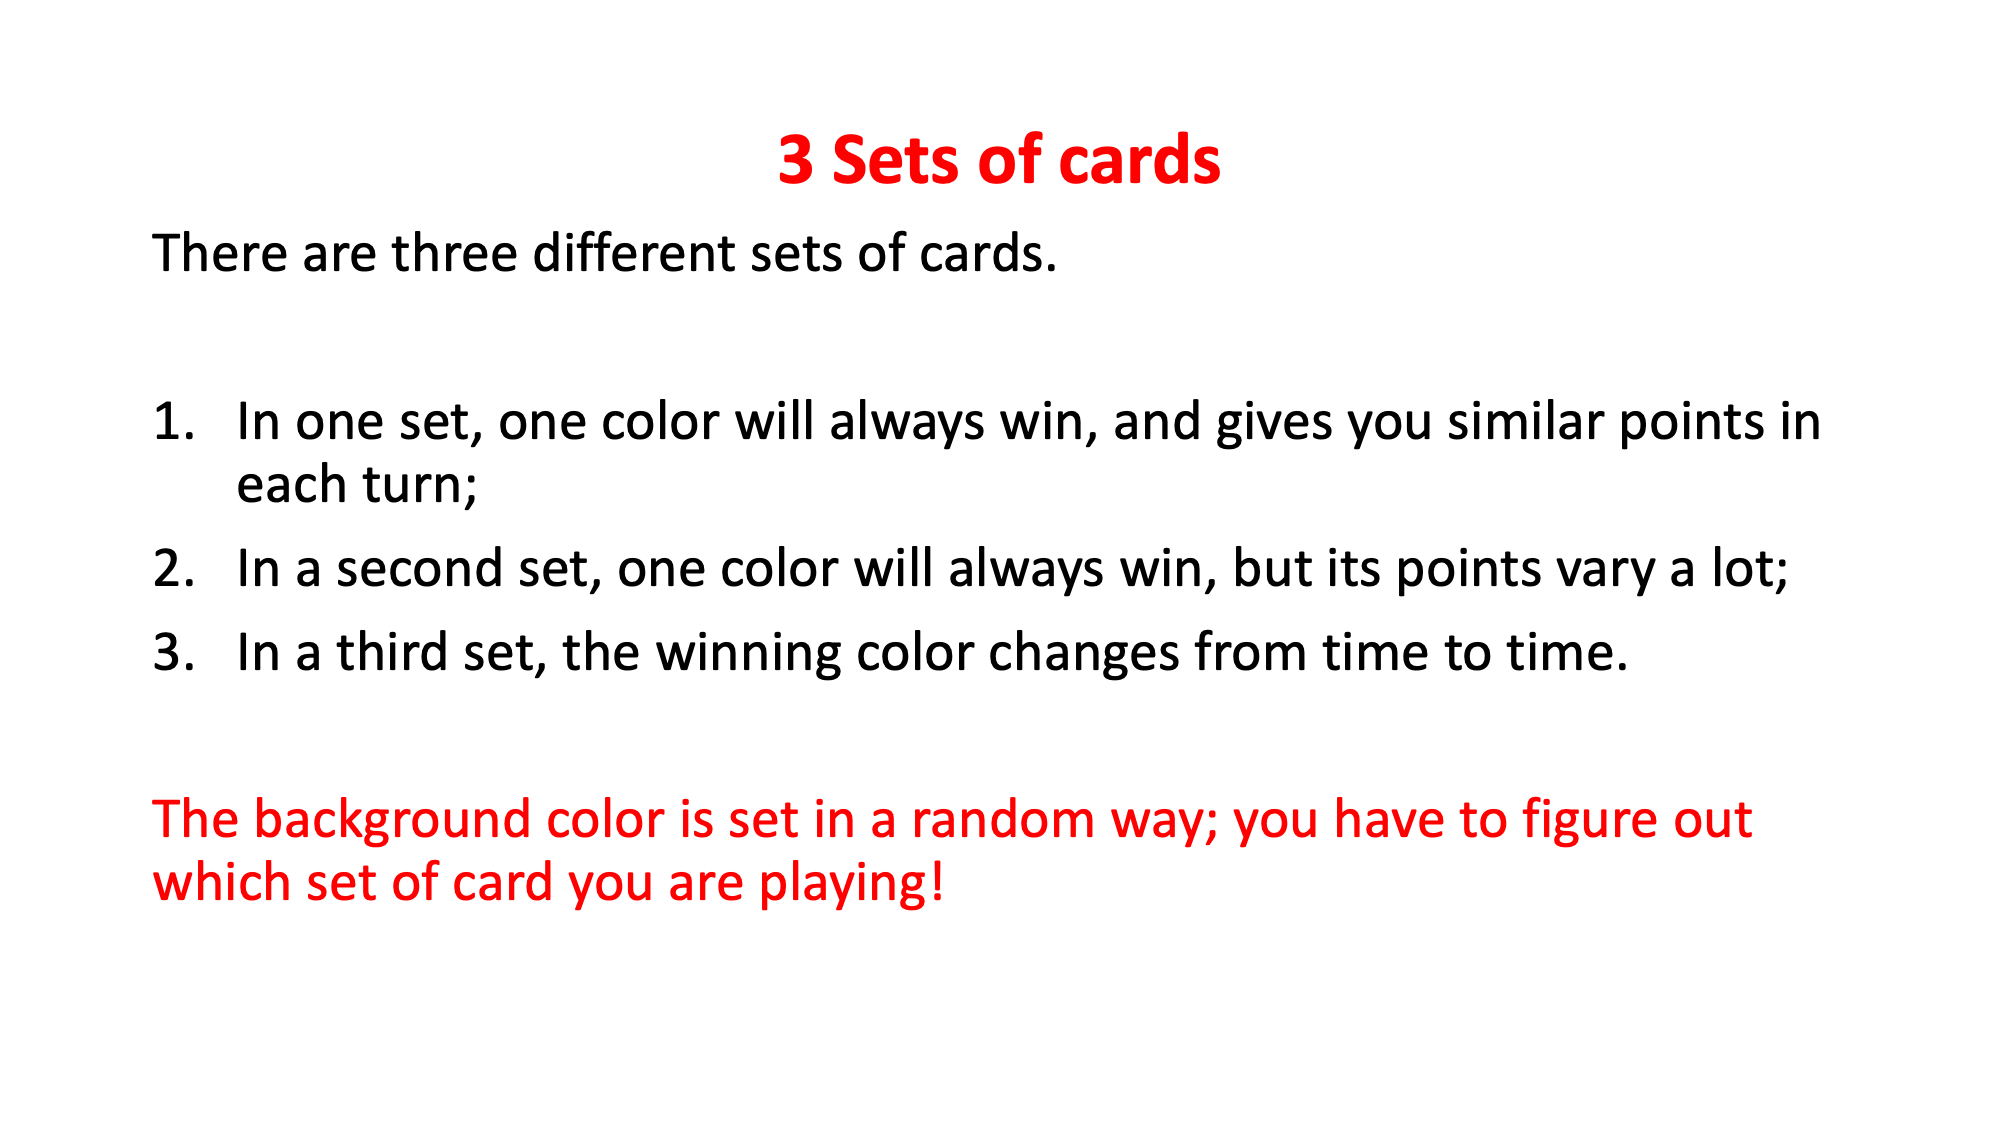 3 Sets of cards
There are three different sets of cards.
1. In one set, one color will always win, and gives you similar points in
each turn;
2. In a second set, one color will always win, but its points vary a lot;
3. In a third set, the winning color changes from time to time.
The background color is set in a random way; you have to figure out
which set of card you are playing!